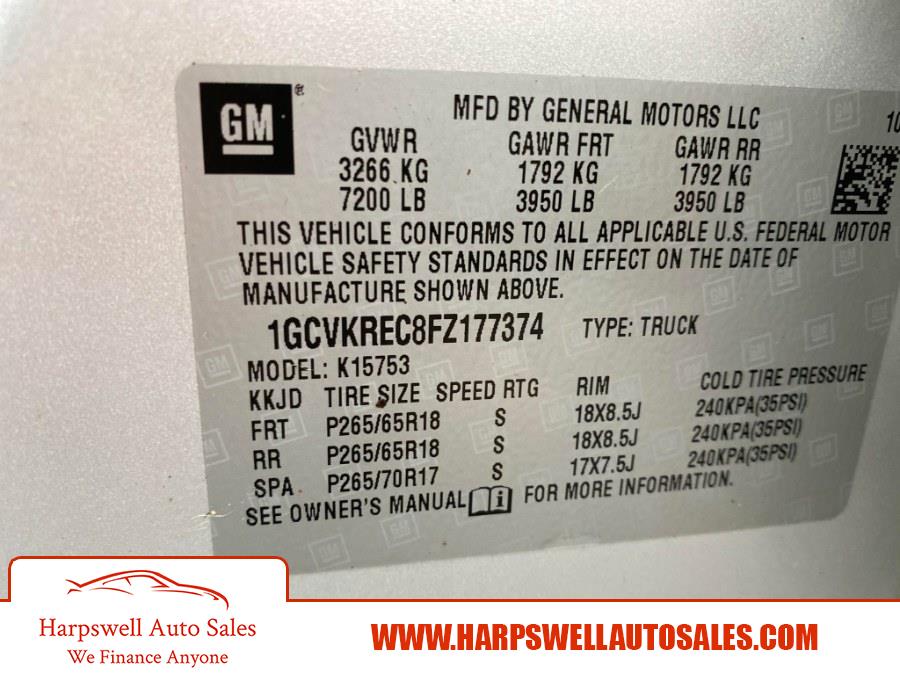 GM ®
MFD BY GENERAL MOTORS LLC
10
GVWR GAWR FRT GAWR RR
3266 KG 1792 KG 1792 KG
7200 LB 3950 LB 3950 LB
THIS VEHICLE CONFORMS TO ALL APPLICABLE U.S. FEDERAL MOTOR
VEHICLE SAFETY STANDARDS IN EFFECT ON THE DATE OF
MANUFACTURE SHOWN ABOVE.
1GCVKREC8FZ177374 TYPE: TRUCK
MODEL: K15753
KKJD TIRE SIZE SPEED RTG RIM COLD TIRE PRESSURE
FRT P265/65R18 S 18X8.5J 240KPA(35PSI)
RR P265/65R18 S 18X8.5J 240KPA(35PSI)
SPA P265/70R17 S 17X7.5J 240KPA(35PSI)
SEE OWNER'S MANUAL i FOR MORE INFORMATION.
Harpswell Auto Sales
We Finance Anyone
WWW.HARPSWELLAUTOSALES.COM